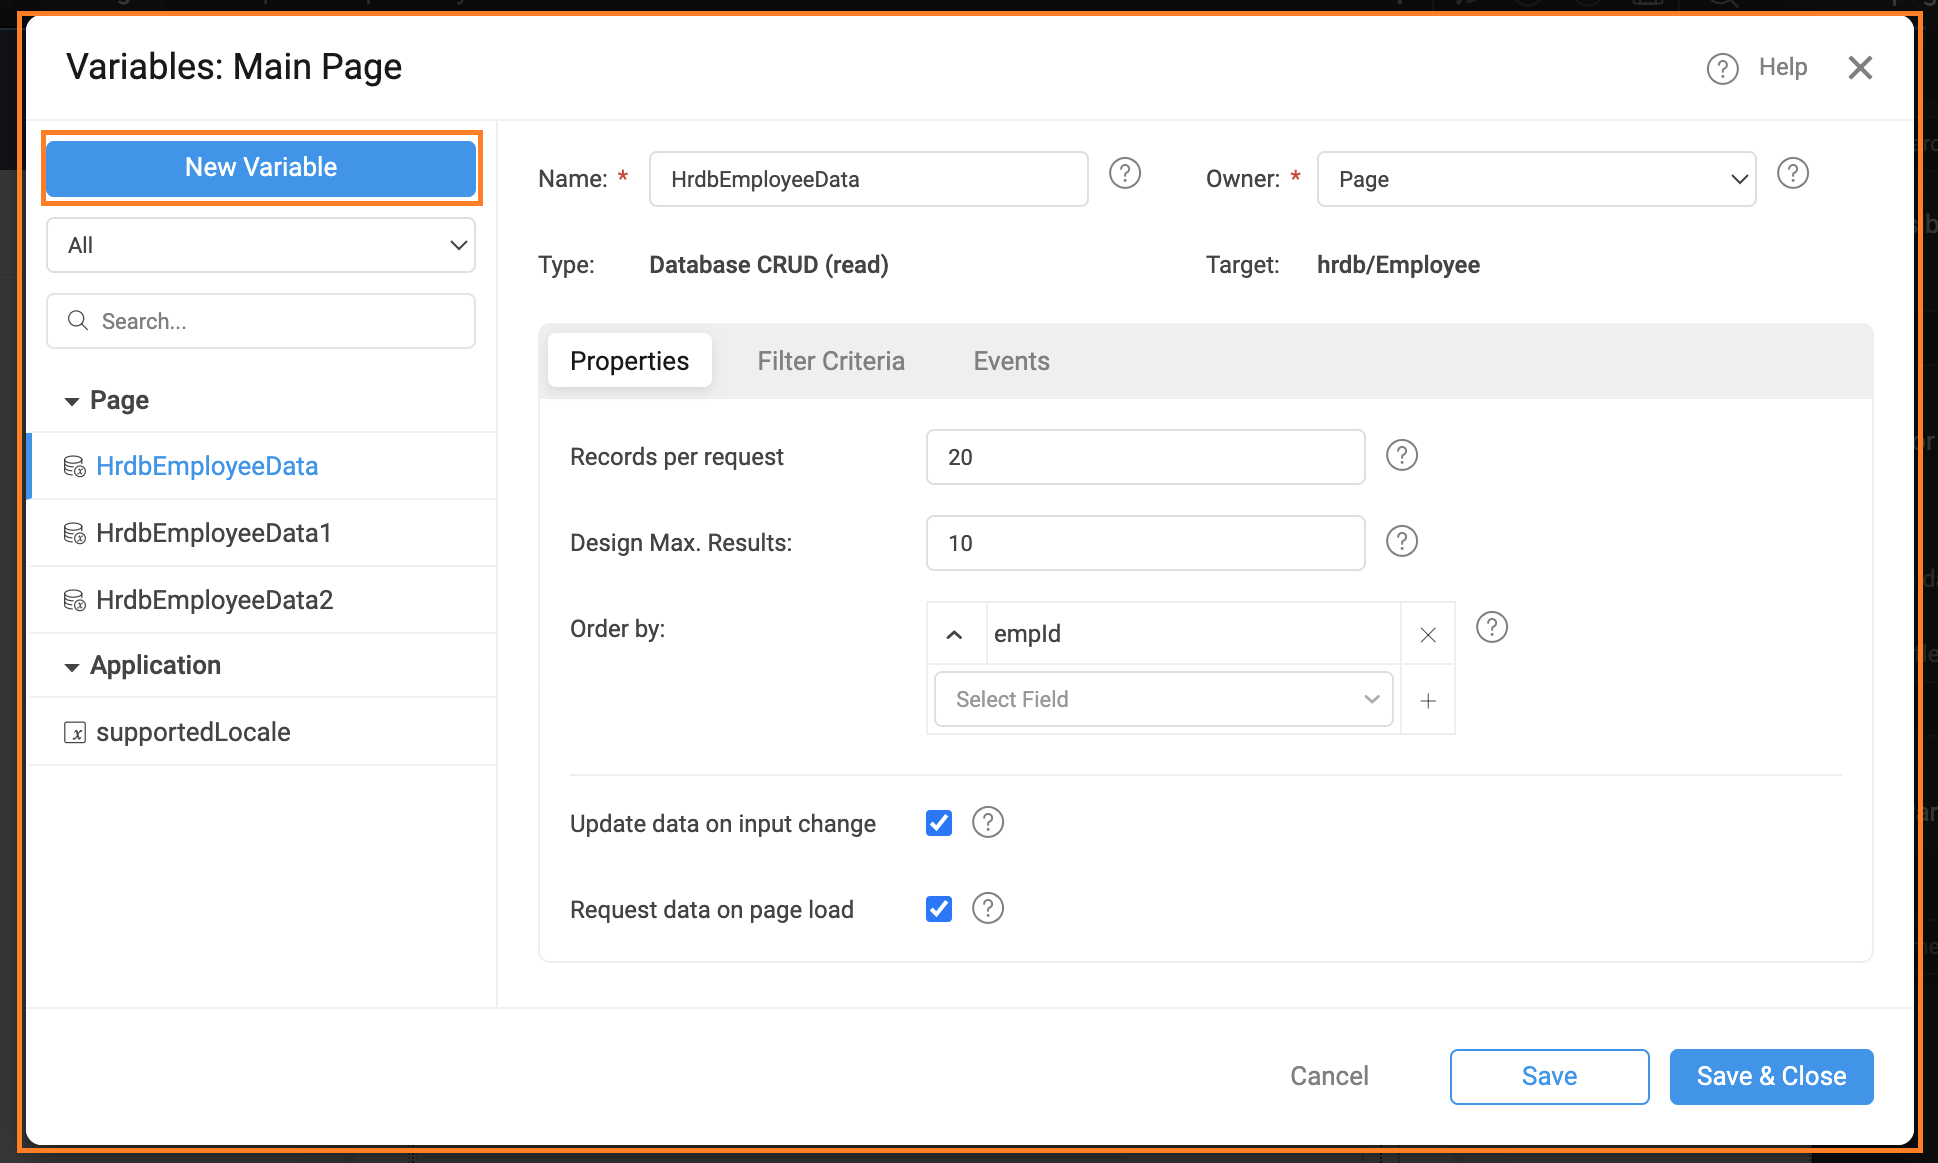 Variables: Main Page
Help
New Variable
All
Search...
Page
HrdbEmployeeData
HrdbEmployeeData1
HrdbEmployeeData2
Application
supportedLocale
Name: * HrdbEmployeeData
Owner: * Page
Type: Database CRUD (read)
Target: hrdb/Employee
Properties Filter Criteria Events
Records per request 20
Design Max. Results: 10
Order by: empId
Select Field
Update data on input change
Request data on page load
Cancel Save Save & Close